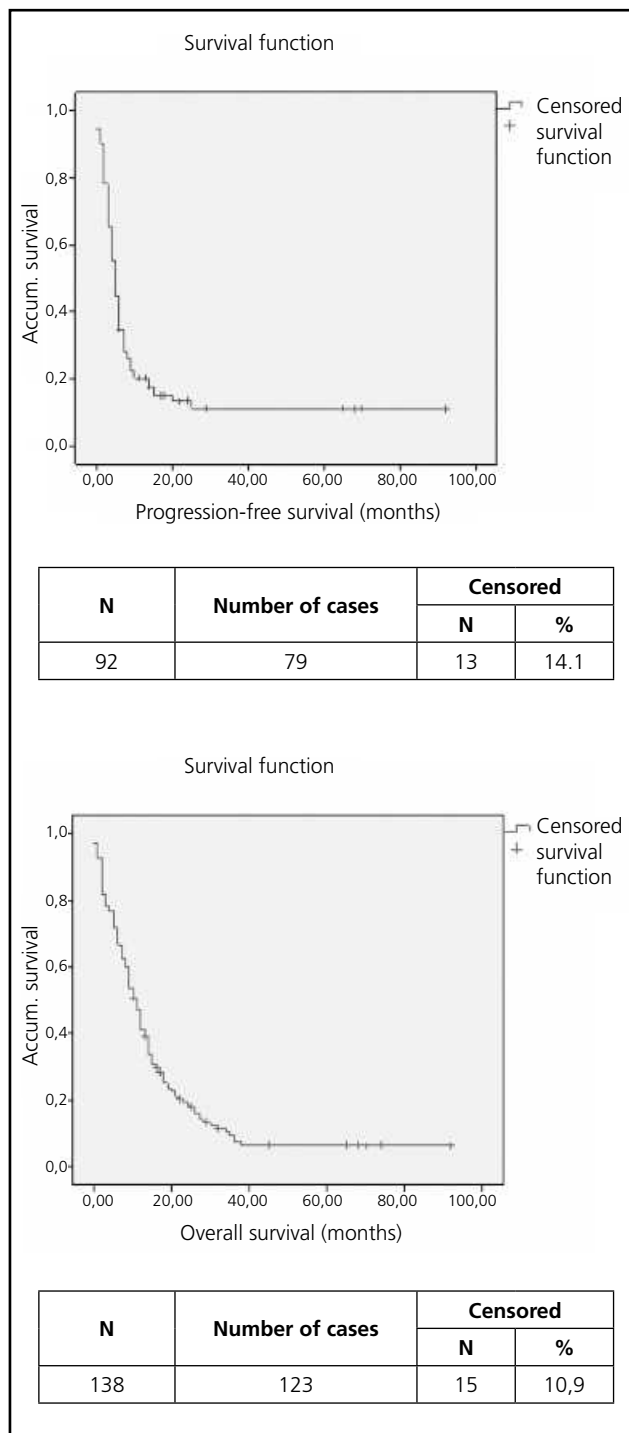 Survival function
Censored
survival
function
1,0
0,8
0,6
0,4
0,2
0,0
Accum. survival
0,00 20,00 40,00 60,00 80,00 100,00
Progression-free survival (months)
N Number of cases Censored
N %
92 79 13 14.1
Survival function
Censored
survival
function
1,0
0,8
0,6
0,4
0,2
0,0
Accum. survival
0,00 20,00 40,00 60,00 80,00 100,00
Overall survival (months)
N Number of cases Censored
N %
138 123 15 10,9